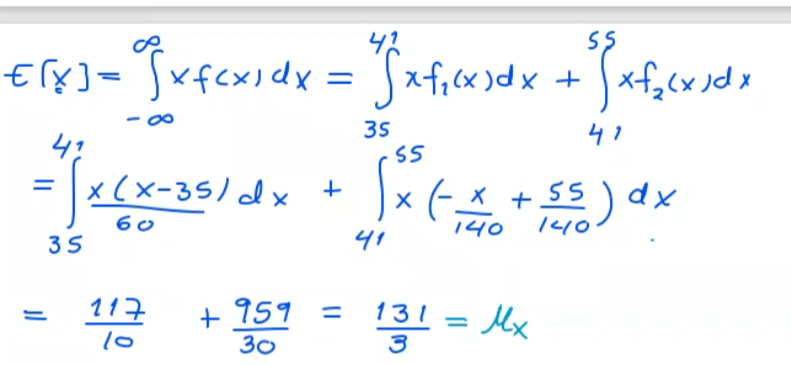 E[x] = ∫_{-∞}^{∞} x f(x) dx = ∫_{35}^{41} x f₁(x) dx + ∫_{41}^{55} x f₂(x) dx
= ∫_{35}^{41} x(x-35)/60 dx + ∫_{41}^{55} x (-x/140 + 55/140) dx
= 117/10 + 959/30 = 131/3 = μx